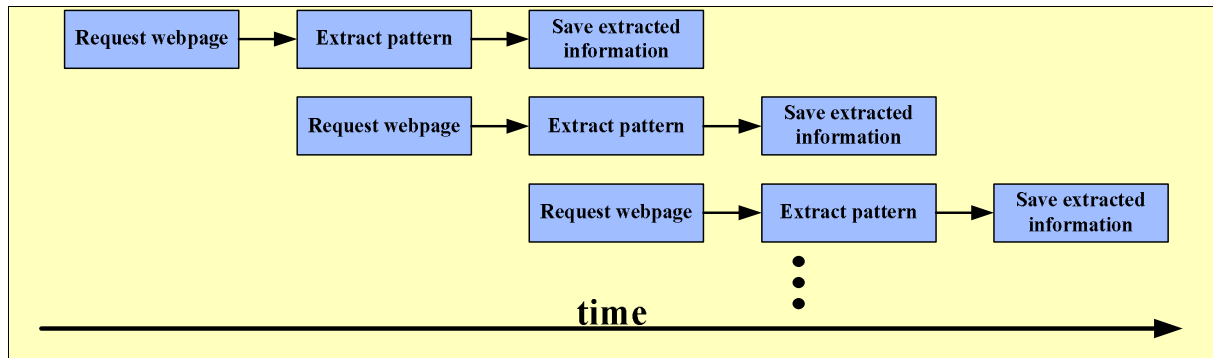 Request webpage
Extract pattern
Save extracted
information
Request webpage
Extract pattern
Save extracted
information
Request webpage
Extract pattern
Save extracted
information
time